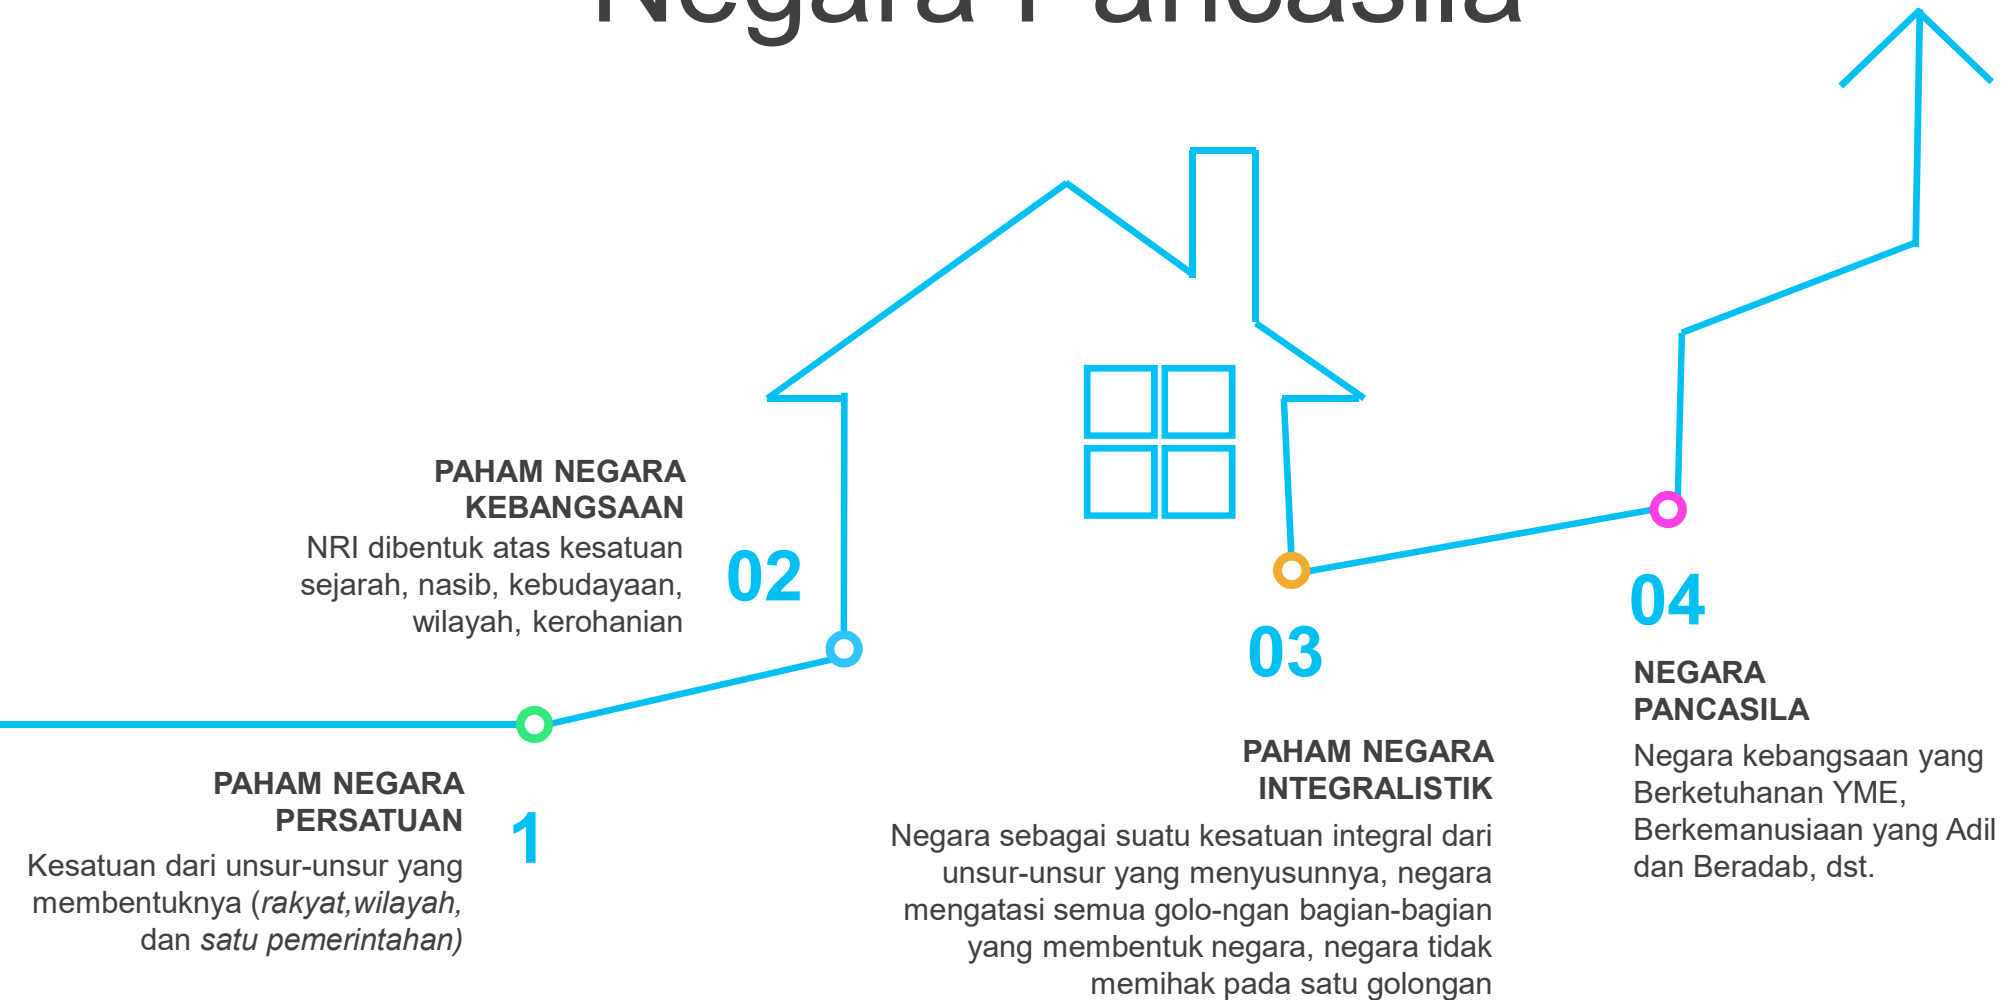 Negara Pancasila
PAHAM NEGARA
KEBANGSAAN
NRI dibentuk atas kesatuan
sejarah, nasib, kebudayaan,
wilayah, kerohanian
02
PAHAM NEGARA
PERSATUAN
Kesatuan dari unsur-unsur yang
membentuknya (rakyat,wilayah,
dan satu pemerintahan)
1
03
PAHAM NEGARA
INTEGRALISTIK
Negara sebagai suatu kesatuan integral dari
unsur-unsur yang menyusunnya, negara
mengatasi semua golo-ngan bagian-bagian
yang membentuk negara, negara tidak
memihak pada satu golongan
04
NEGARA
PANCASILA
Negara kebangsaan yang
Berketuhanan YME,
Berkemanusiaan yang Adil
dan Beradab, dst.